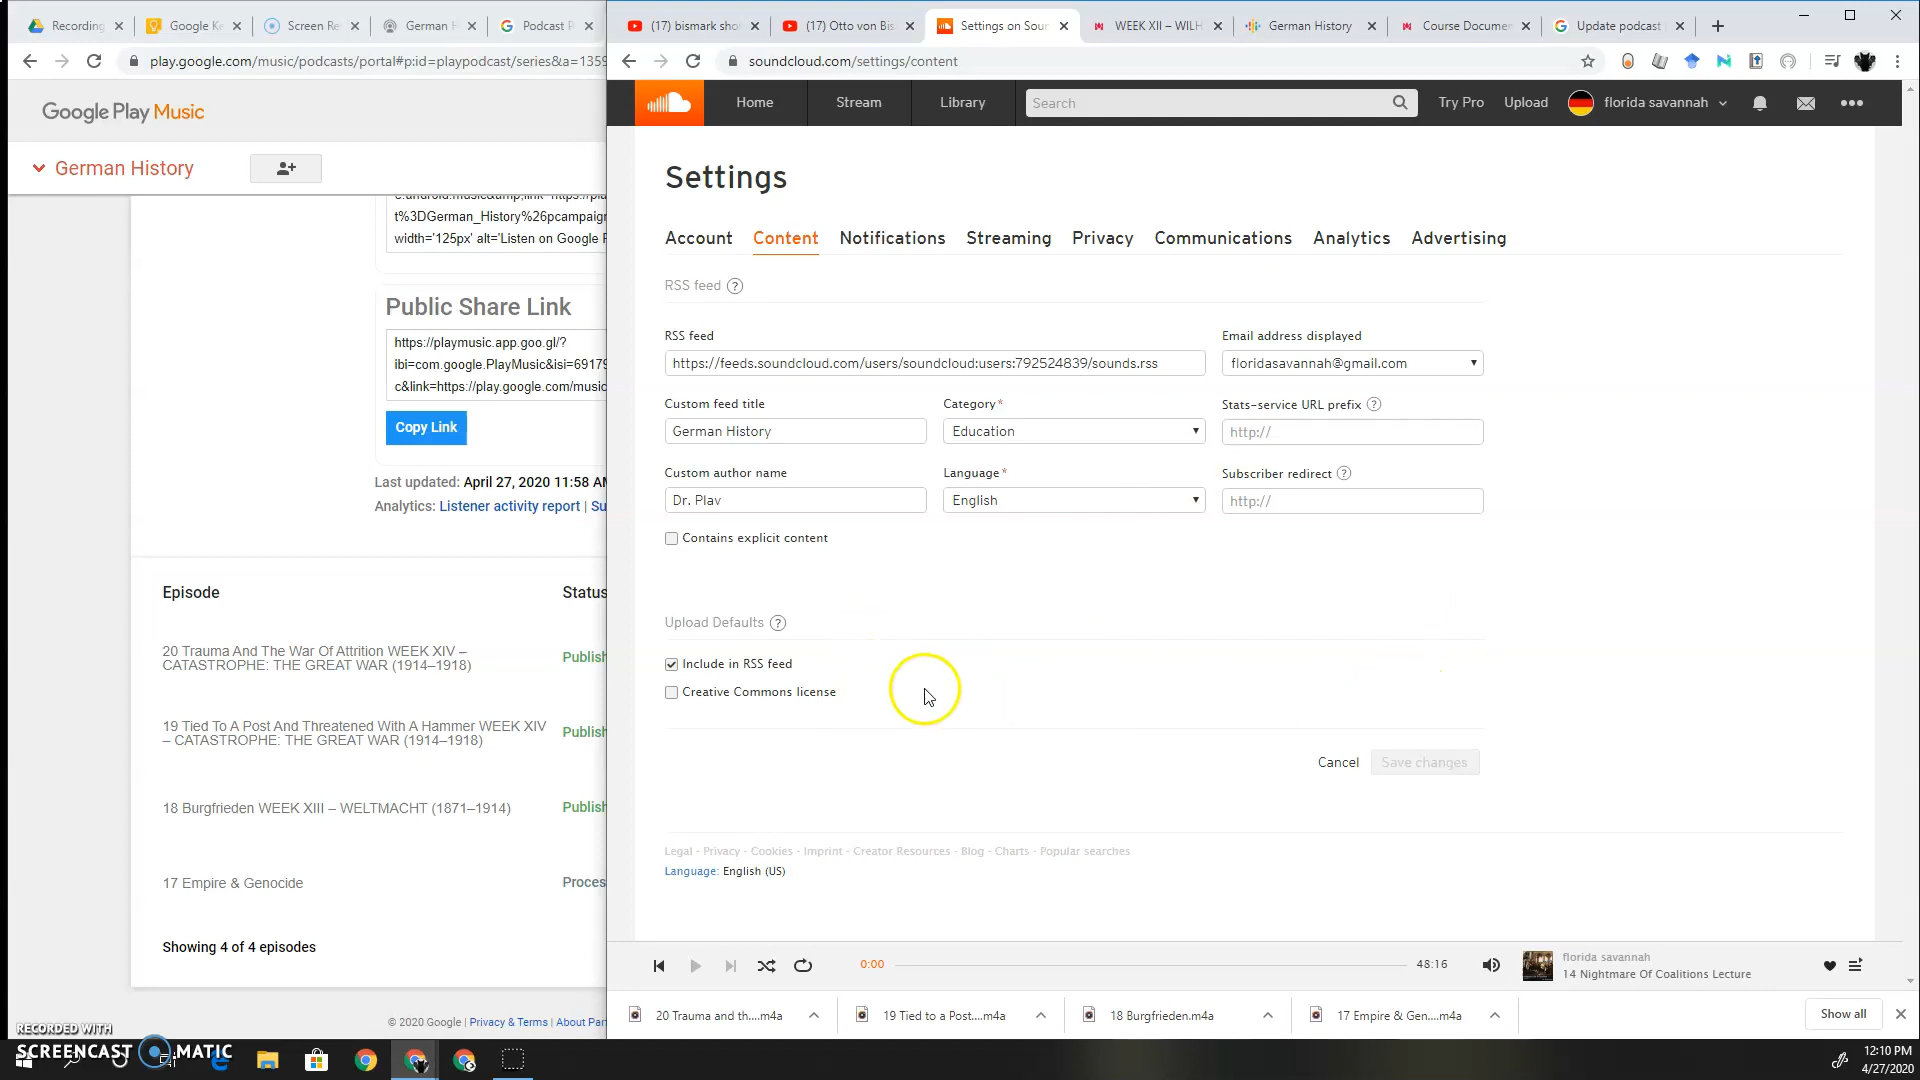 Recording
Google Ke
Screen Re
German H
Podcast P
play.google.com/music/podcasts/portal#p:id=playpodcast/series&a=1359
Google Play Music
German History
t%3DGerman_History%26pcampaign
width='125px' alt='Listen on Google P
Public Share Link
https://playmusic.app.goo.gl/?
ibi=com.google.PlayMusic&isi=69179
c&link=https://play.google.com/music
Copy Link
Last updated: April 27, 2020 11:58 AM
Analytics: Listener activity report | Su
Episode
Status
20 Trauma And The War Of Attrition WEEK XIV –
CATASTROPHE: THE GREAT WAR (1914–1918)
Publish
19 Tied To A Post And Threatened With A Hammer WEEK XIV
– CATASTROPHE: THE GREAT WAR (1914–1918)
Publish
18 Burgfrieden WEEK XIII – WELTMACHT (1871–1914)
Publish
17 Empire & Genocide
Proces
Showing 4 of 4 episodes
© 2020 Google | Privacy & Terms | About Par
(17) bismark sho
(17) Otto von Bis
Settings on Soun
WEEK XII – WILH
German History
Course Documen
Update podcast
soundcloud.com/settings/content
Home
Stream
Library
Search
Try Pro
Upload
florida savannah
Settings
Account
Content
Notifications
Streaming
Privacy
Communications
Analytics
Advertising
RSS feed ?
RSS feed
Email address displayed
https://feeds.soundcloud.com/users/soundcloud:users:792524839/sounds.rss
floridasavannah@gmail.com
Custom feed title
Category*
Stats-service URL prefix ?
German History
Education
http://
Custom author name
Language*
Subscriber redirect ?
Dr. Plav
English
http://
Contains explicit content
Upload Defaults ?
Include in RSS feed
Creative Commons license
Cancel
Save changes
Legal - Privacy - Cookies - Imprint - Creator Resources - Blog - Charts - Popular searches
Language: English (US)
0:00
48:16
florida savannah
14 Nightmare Of Coalitions Lecture
20 Trauma and th....m4a
19 Tied to a Post....m4a
18 Burgfrieden.m4a
17 Empire & Gen....m4a
Show all
RECORDED WITH
SCREENCAST MATIC
12:10 PM
4/27/2020